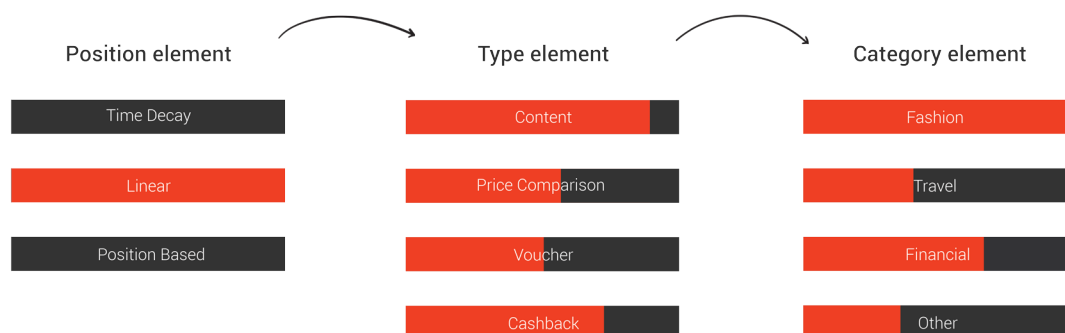 Position element
Type element
Category element
Time Decay
Content
Fashion
Linear
Price Comparison
Travel
Position Based
Voucher
Financial
Cashback
Other